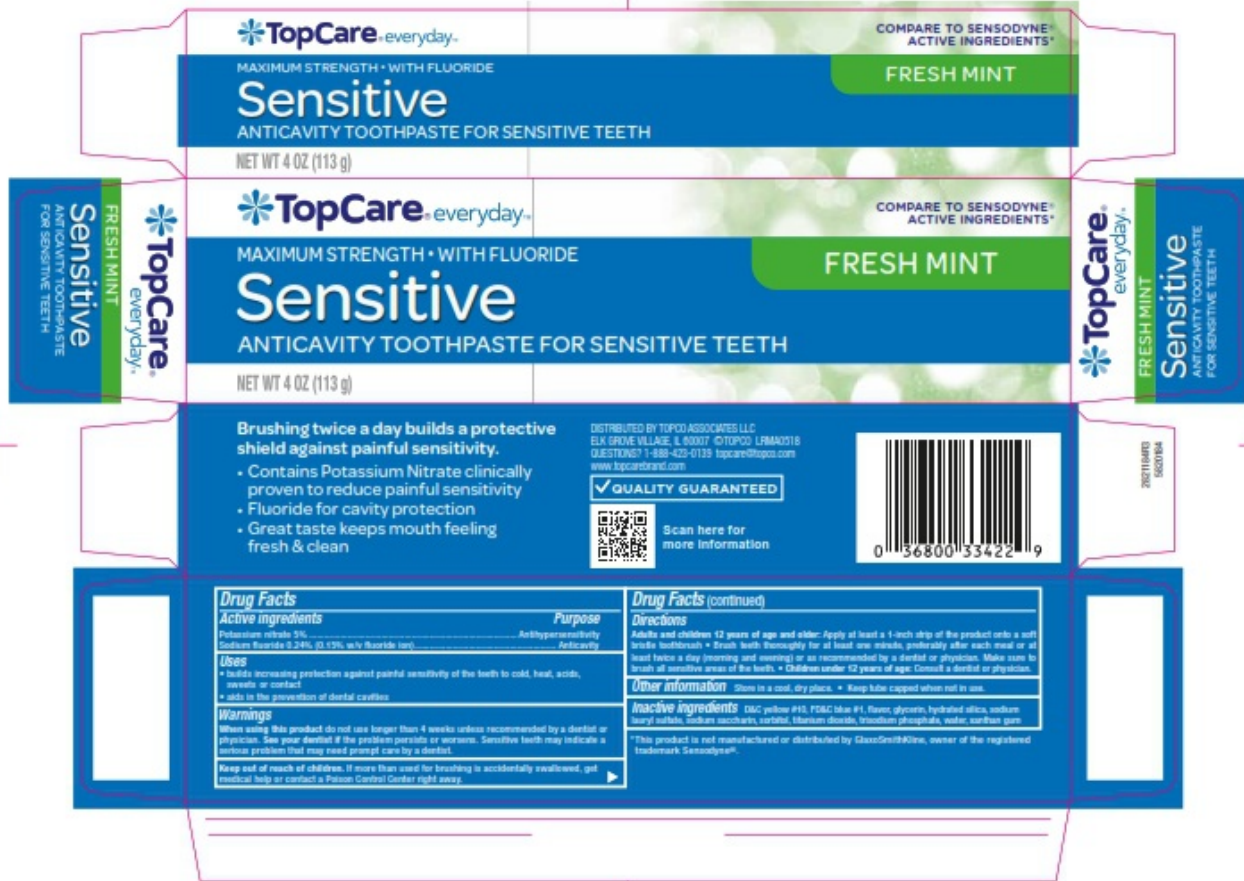 TopCare® everyday™
COMPARE TO SENSODYNE®
ACTIVE INGREDIENTS*
MAXIMUM STRENGTH • WITH FLUORIDE
FRESH MINT
Sensitive
ANTICAVITY TOOTHPASTE FOR SENSITIVE TEETH
NET WT 4 OZ (113 g)
TopCare®
everyday™
FRESH MINT
Sensitive
ANTICAVITY TOOTHPASTE
FOR SENSITIVE TEETH
TopCare® everyday™
COMPARE TO SENSODYNE®
ACTIVE INGREDIENTS*
MAXIMUM STRENGTH • WITH FLUORIDE
FRESH MINT
Sensitive
ANTICAVITY TOOTHPASTE FOR SENSITIVE TEETH
NET WT 4 OZ (113 g)
TopCare®
everyday™
FRESH MINT
Sensitive
ANTICAVITY TOOTHPASTE
FOR SENSITIVE TEETH
Brushing twice a day builds a protective
shield against painful sensitivity.
• Contains Potassium Nitrate clinically
proven to reduce painful sensitivity
• Fluoride for cavity protection
• Great taste keeps mouth feeling
fresh & clean
DISTRIBUTED BY TOPCO ASSOCIATES LLC
ELK GROVE VILLAGE, IL 60007 ©TOPCO LRMA0518
QUESTIONS? 1-888-423-0139 topcare@topco.com
www.topcarebrand.com
QUALITY GUARANTEED
Scan here for
more information
0 36800 33422 9
5620184
Drug Facts
Active ingredients Purpose
Potassium nitrate 5% Antihypersensitivity
Sodium fluoride 0.24% (0.15% w/v fluoride ion) Anticavity
Uses
• builds increasing protection against painful sensitivity of the teeth to cold, heat, acids,
sweets or contact
• aids in the prevention of dental cavities
Warnings
When using this product do not use longer than 4 weeks unless recommended by a dentist or
physician. See your dentist if the problem persists or worsens. Sensitive teeth may indicate a
serious problem that may need prompt care by a dentist.
Keep out of reach of children. If more than used for brushing is accidentally swallowed, get
medical help or contact a Poison Control Center right away.
Drug Facts (continued)
Directions
Adults and children 12 years of age and older: Apply at least a 1-inch strip of the product onto a soft
bristle toothbrush • Brush teeth thoroughly for at least one minute, preferably after each meal or at
least twice a day (morning and evening) or as recommended by a dentist or physician. Make sure to
brush all sensitive areas of the teeth. • Children under 12 years of age: Consult a dentist or physician.
Other information Store in a cool, dry place. • Keep tube capped when not in use.
Inactive ingredients D&C yellow #10, FD&C blue #1, flavor, glycerin, hydrated silica, sodium
lauryl sulfate, sodium saccharin, sorbitol, titanium dioxide, trisodium phosphate, water, xanthan gum
*This product is not manufactured or distributed by GlaxoSmithKline, owner of the registered
trademark Sensodyne®.